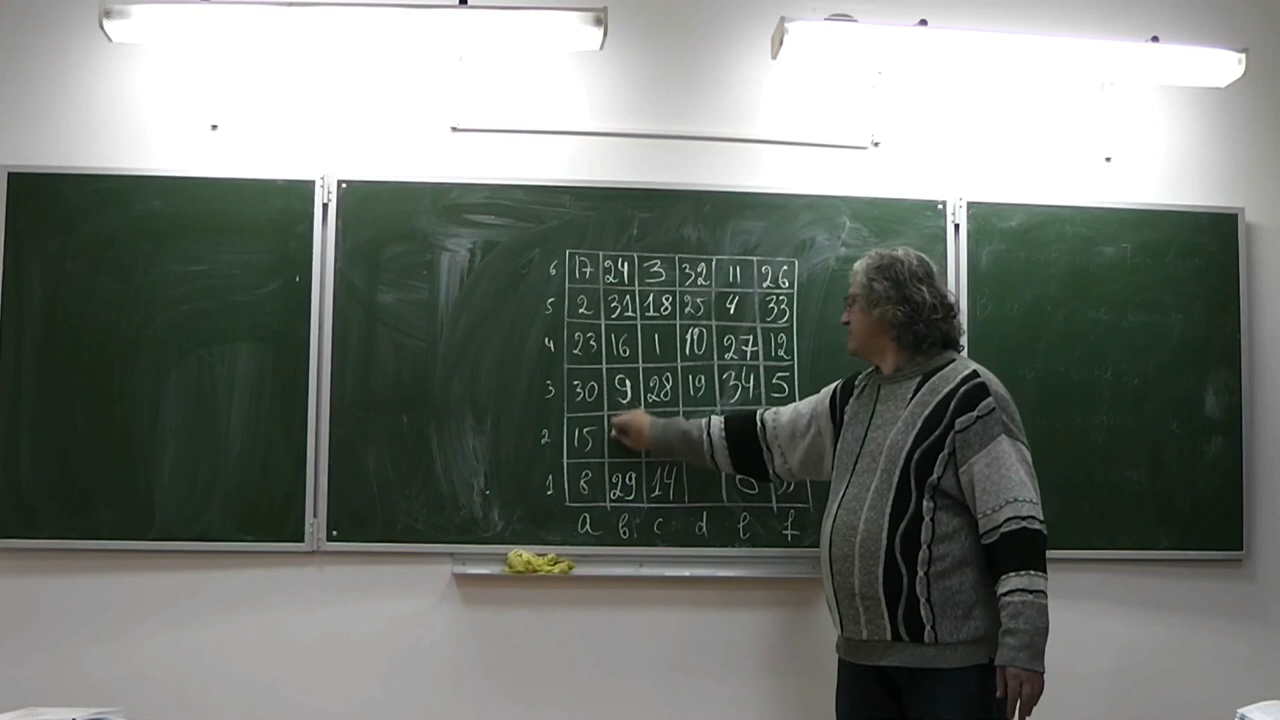 6 17 24 3 32 11 26
5 2 31 18 25 4 33
4 23 16 1 10 27 12
3 30 9 28 19 34 5
2 15
1 8 29 14
a b c d e f